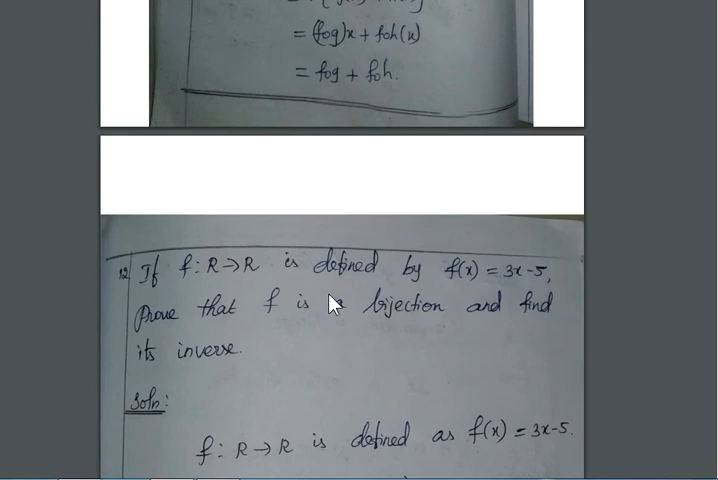 = (fog)x + foh(x)
= fog + foh.
12. If f: R→R is defined by f(x) = 3x-5,
Prove that f is a bijection and find
its inverse.
Soln:
f: R→R is defined as f(x) = 3x-5.